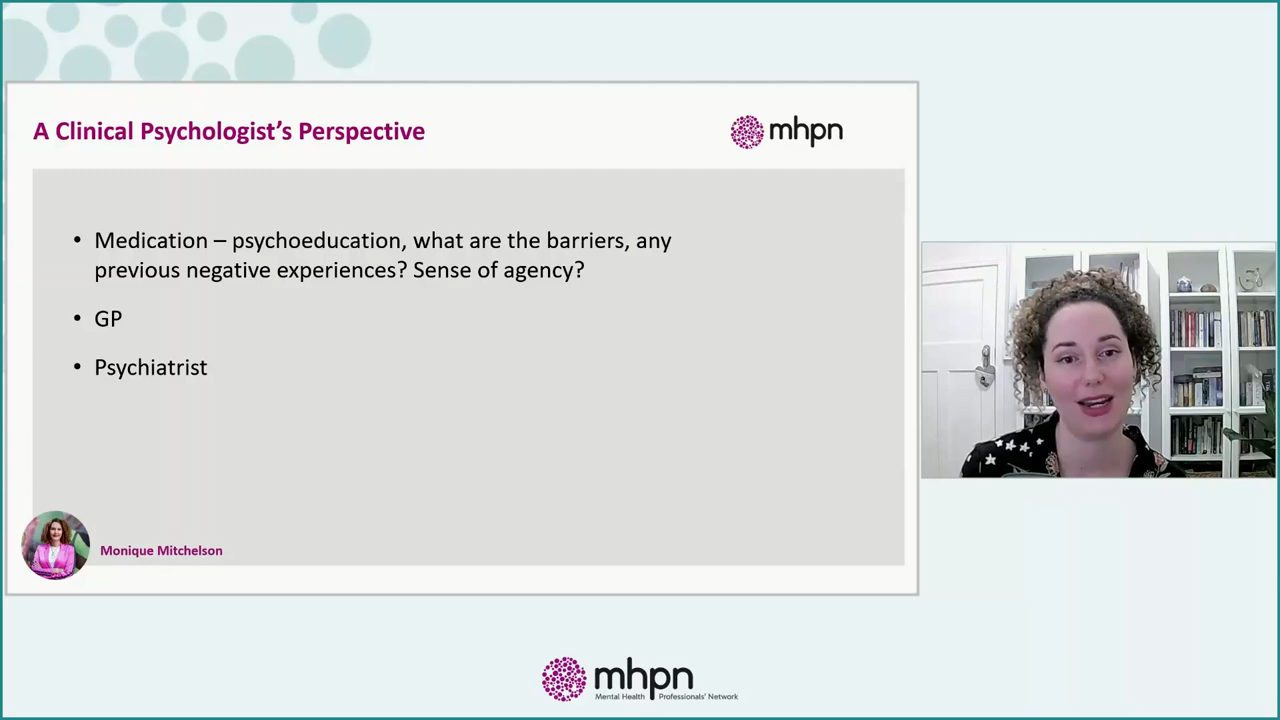 A Clinical Psychologist's Perspective
mhpn
• Medication – psychoeducation, what are the barriers, any
previous negative experiences? Sense of agency?
• GP
• Psychiatrist
Monique Mitchelson
mhpn
Mental Health Professionals' Network